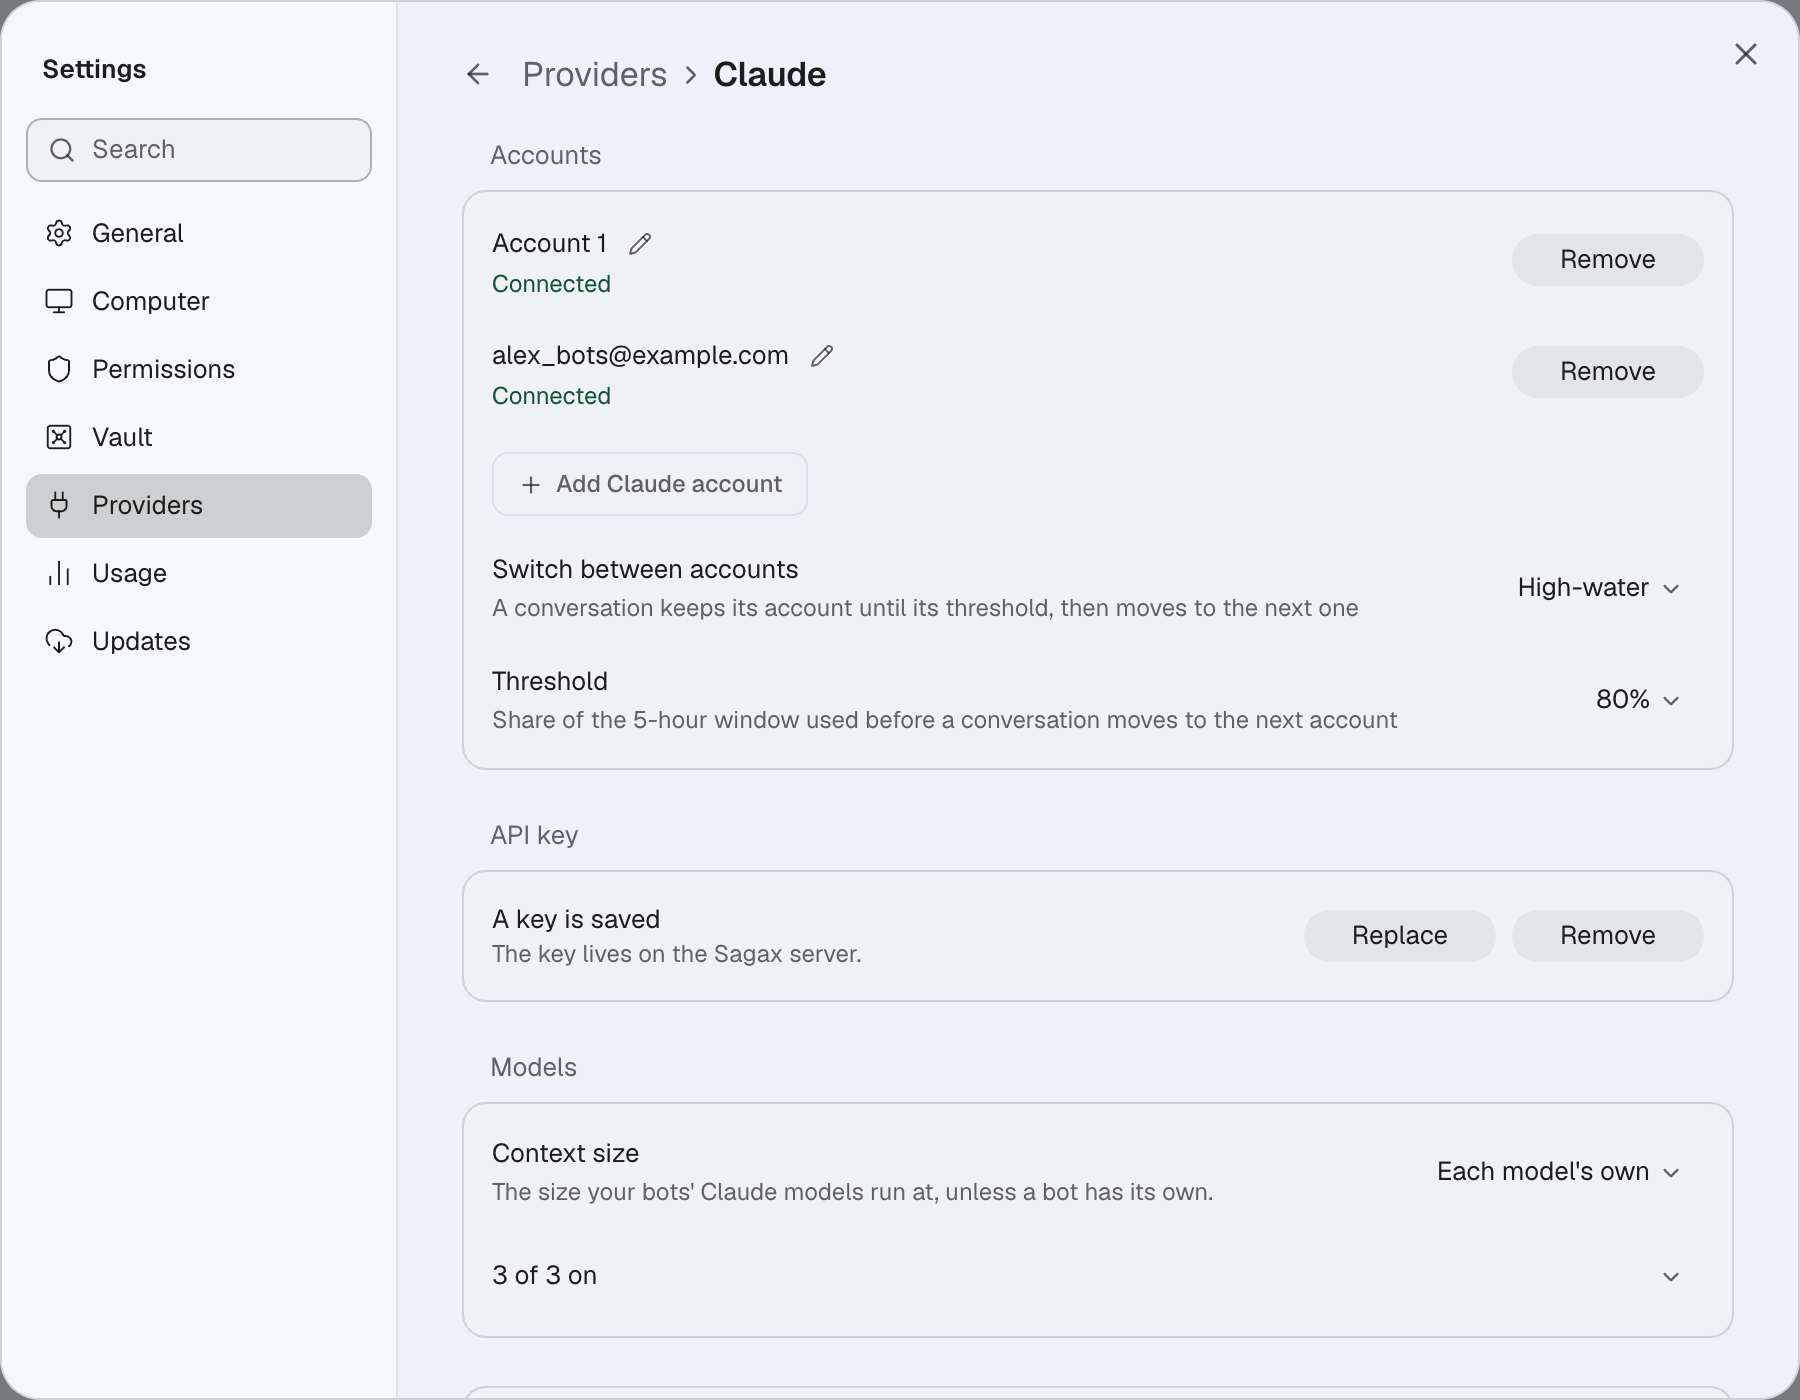 Settings
Search
General
Computer
Permissions
Vault
Providers
Usage
Updates
Providers > Claude
Accounts
Account 1
Connected
Remove
alex_bots@example.com
Connected
Remove
+ Add Claude account
Switch between accounts
A conversation keeps its account until its threshold, then moves to the next one
High-water
Threshold
Share of the 5-hour window used before a conversation moves to the next account
80%
API key
A key is saved
The key lives on the Sagax server.
Replace
Remove
Models
Context size
The size your bots' Claude models run at, unless a bot has its own.
Each model's own
3 of 3 on